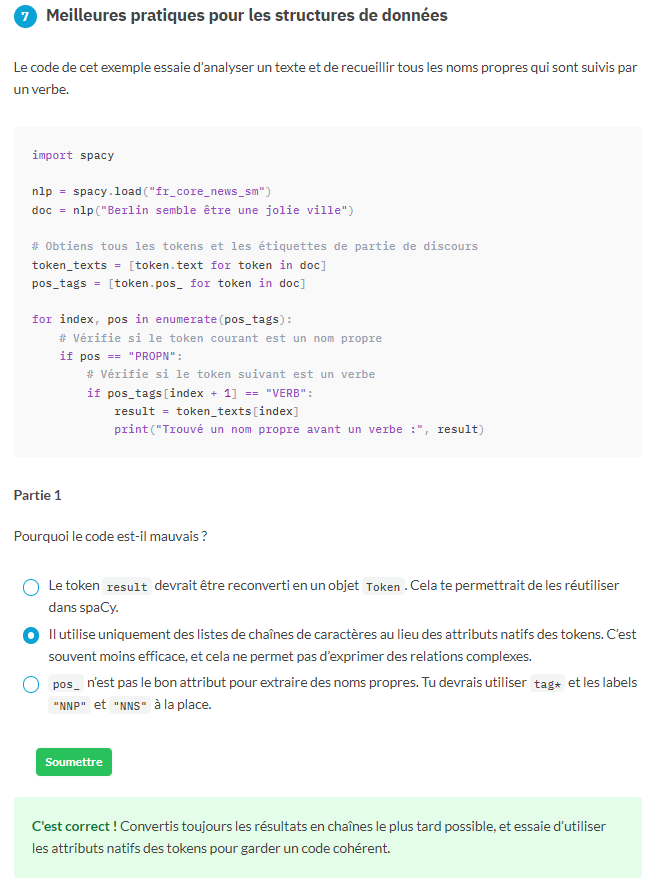 7 Meilleures pratiques pour les structures de données
Le code de cet exemple essaie d'analyser un texte et de recueillir tous les noms propres qui sont suivis par
un verbe.
import spacy
nlp = spacy.load("fr_core_news_sm")
doc = nlp("Berlin semble être une jolie ville")
# Obtiens tous les tokens et les étiquettes de partie de discours
token_texts = [token.text for token in doc]
pos_tags = [token.pos_ for token in doc]
for index, pos in enumerate(pos_tags):
    # Vérifie si le token courant est un nom propre
    if pos == "PROPN":
        # Vérifie si le token suivant est un verbe
        if pos_tags[index + 1] == "VERB":
            result = token_texts[index]
            print("Trouvé un nom propre avant un verbe :", result)
Partie 1
Pourquoi le code est-il mauvais ?
Le token result devrait être reconverti en un objet Token. Cela te permettrait de les réutiliser
dans spaCy.
Il utilise uniquement des listes de chaînes de caractères au lieu des attributs natifs des tokens. C'est
souvent moins efficace, et cela ne permet pas d'exprimer des relations complexes.
pos_ n'est pas le bon attribut pour extraire des noms propres. Tu devrais utiliser tag* et les labels
"NNP" et "NNS" à la place.
Soumettre
C'est correct ! Convertis toujours les résultats en chaînes le plus tard possible, et essaie d'utiliser
les attributs natifs des tokens pour garder un code cohérent.